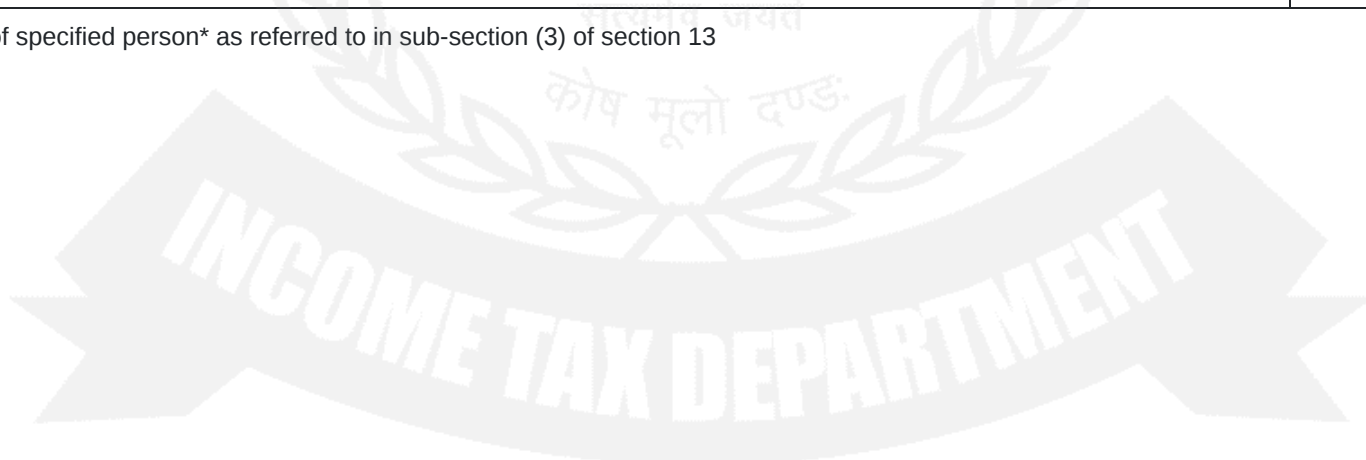 सत्यमेव जयते
of specified person* as referred to in sub-section (3) of section 13
कोष मूलो दण्डः
INCOME TAX DEPARTMENT